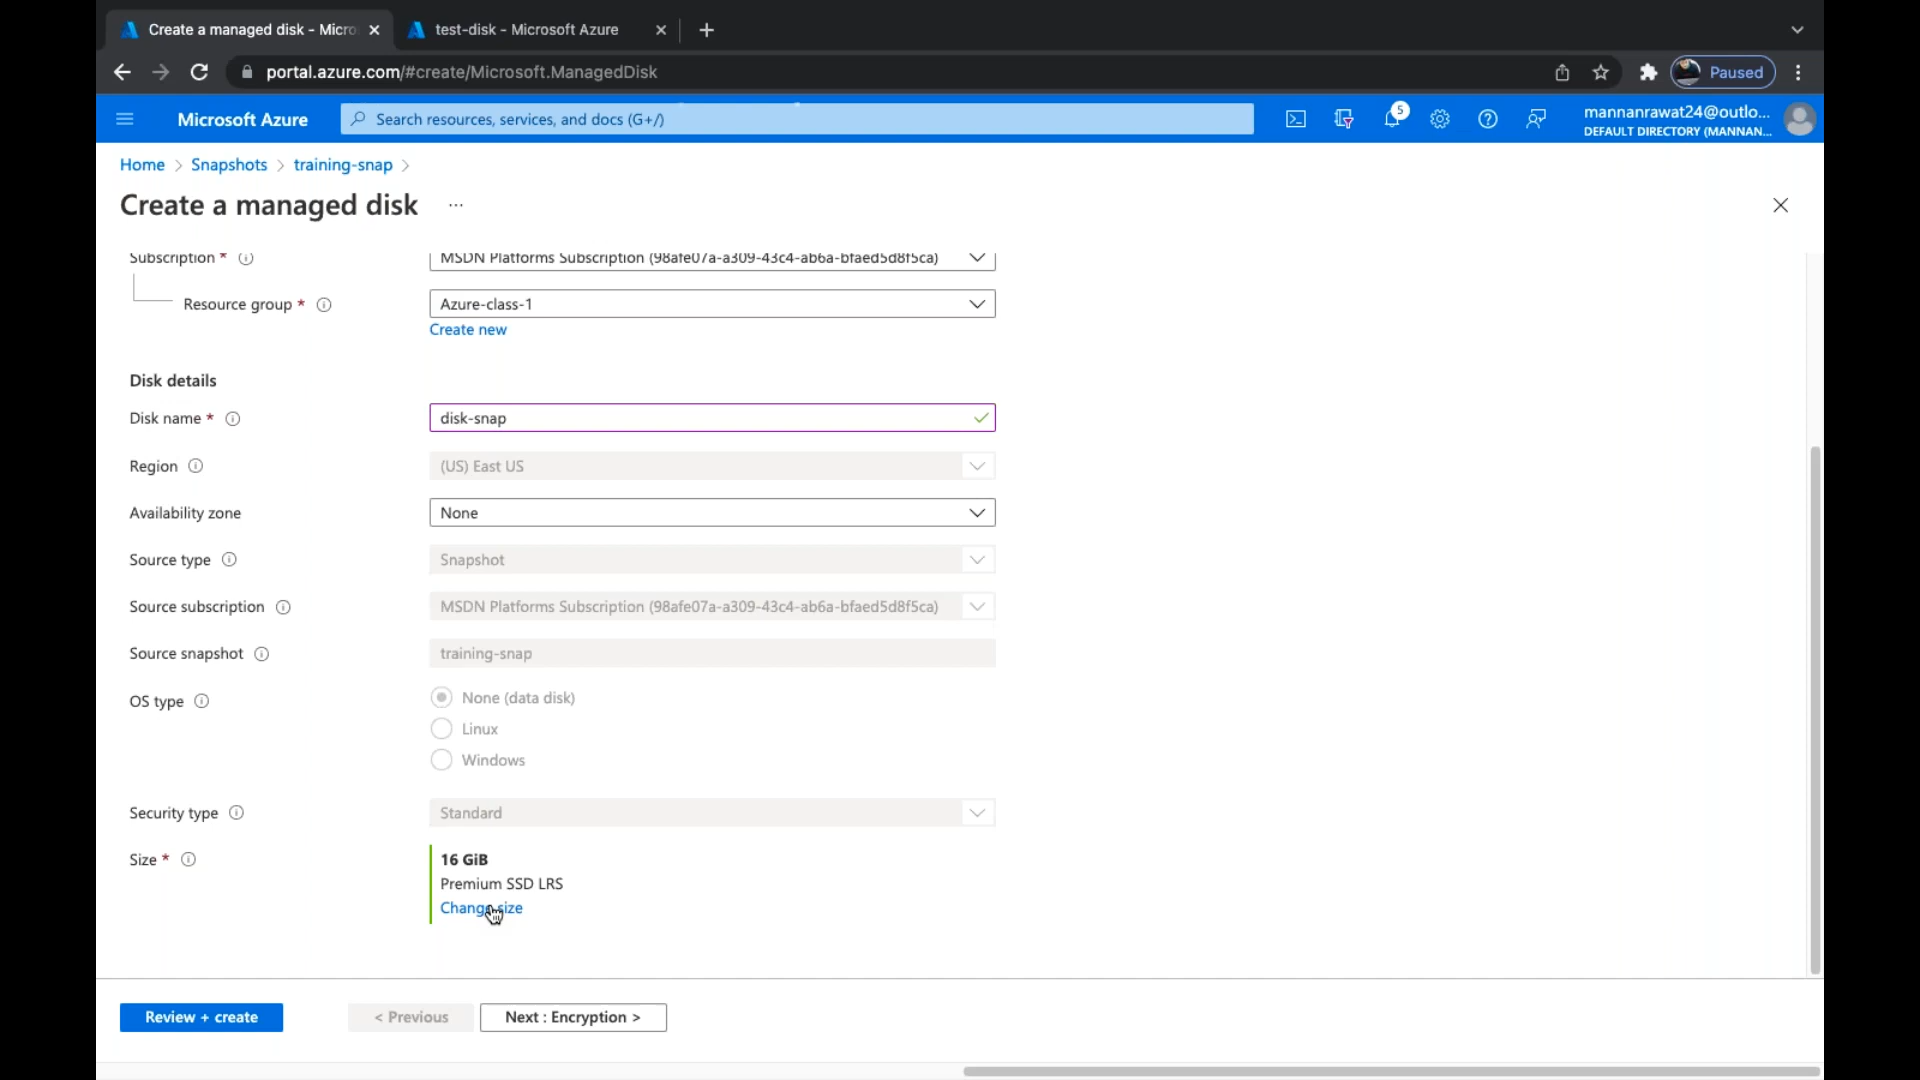 Create a managed disk - Micro
test-disk - Microsoft Azure
portal.azure.com/#create/Microsoft.ManagedDisk
Paused
Microsoft Azure
Search resources, services, and docs (G+/)
5
mannanrawat24@outlo...
DEFAULT DIRECTORY (MANNAN...
Home > Snapshots > training-snap >
Create a managed disk ...
Subscription * MSDN Platforms Subscription (98afe07a-a309-43c4-ab6a-bfaed5d8f5ca)
Resource group * Azure-class-1
Create new
Disk details
Disk name * disk-snap
Region (US) East US
Availability zone None
Source type Snapshot
Source subscription MSDN Platforms Subscription (98afe07a-a309-43c4-ab6a-bfaed5d8f5ca)
Source snapshot training-snap
OS type None (data disk)
Linux
Windows
Security type Standard
Size * 16 GiB
Premium SSD LRS
Change size
Review + create < Previous Next : Encryption >